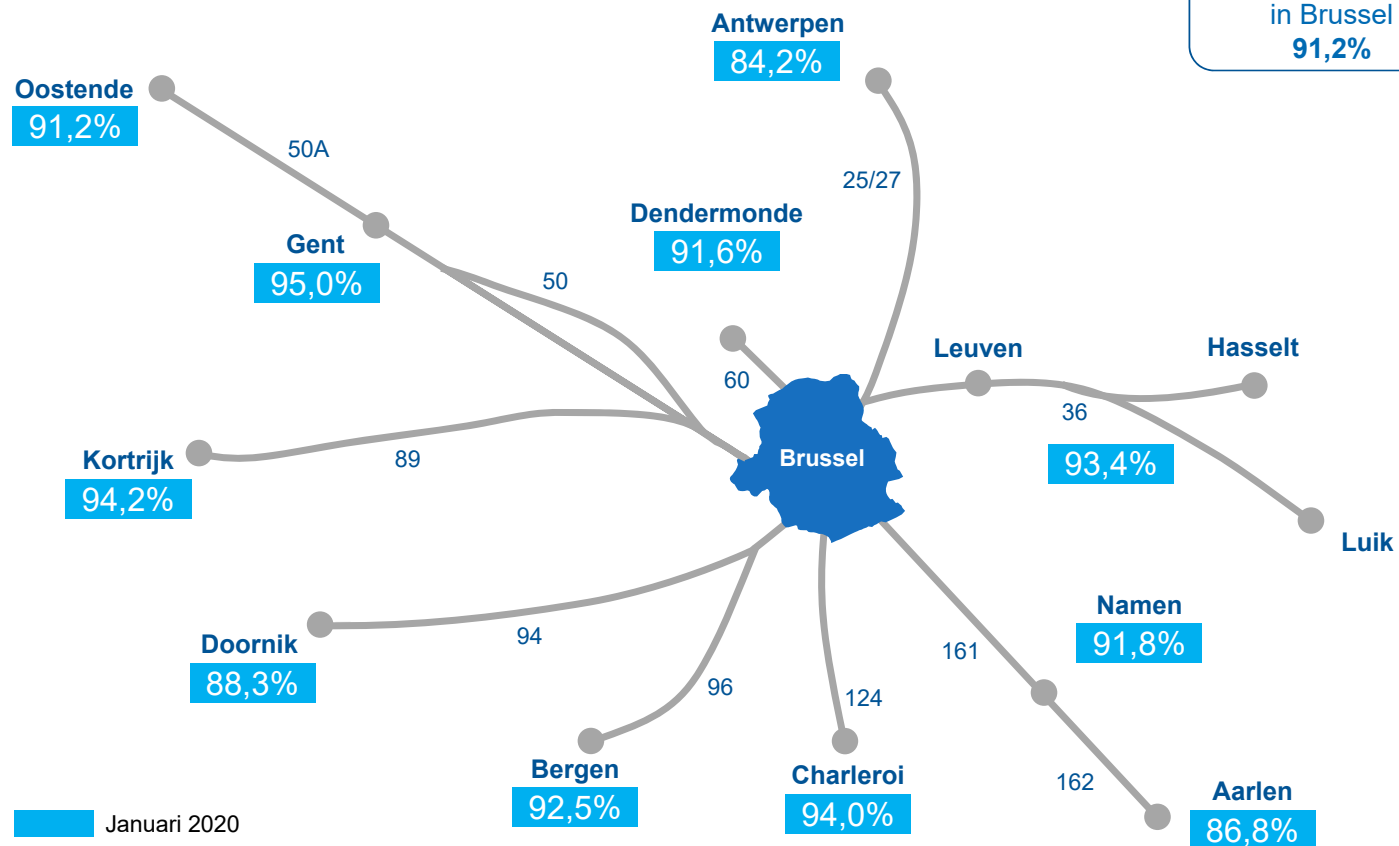 in Brussel
91,2%
Antwerpen
84,2%
Oostende
91,2%
50A
25/27
Dendermonde
91,6%
Gent
95,0%
50
60
Leuven
Hasselt
36
93,4%
Brussel
Kortrijk
94,2%
89
Luik
Namen
91,8%
Doornik
88,3%
94
161
96
124
Bergen
92,5%
Charleroi
94,0%
162
Aarlen
86,8%
Januari 2020